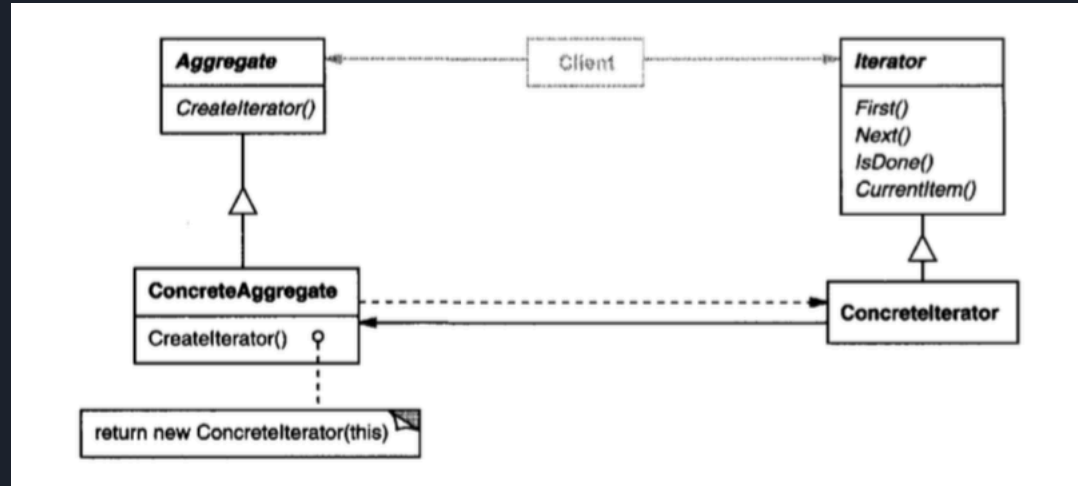 Aggregate
CreateIterator()
Client
Iterator
First()
Next()
IsDone()
CurrentItem()
ConcreteAggregate
CreateIterator()
ConcreteIterator
return new ConcreteIterator(this)